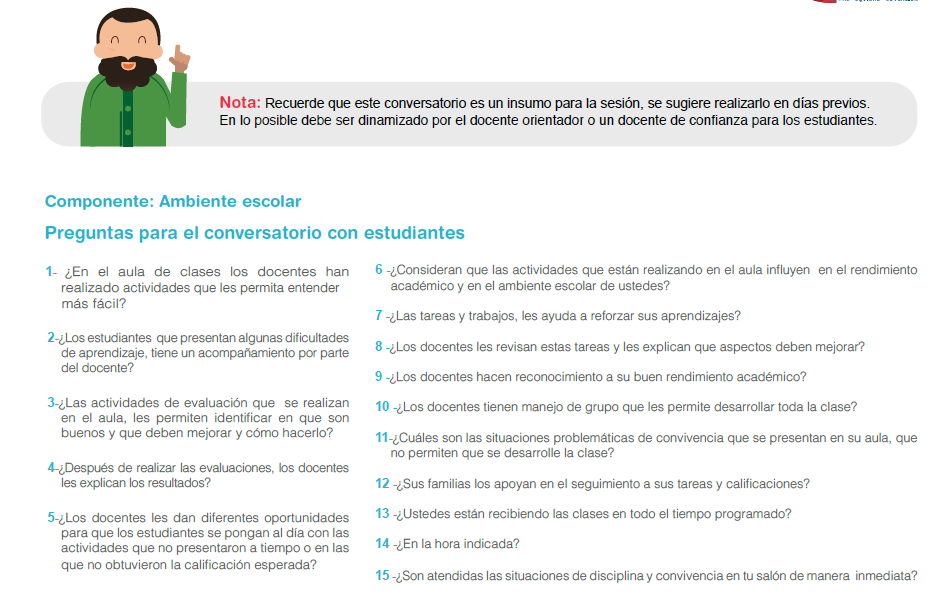 Nota: Recuerde que este conversatorio es un insumo para la sesión, se sugiere realizarlo en días previos.
En lo posible debe ser dinamizado por el docente orientador o un docente de confianza para los estudiantes.
Componente: Ambiente escolar
Preguntas para el conversatorio con estudiantes
1- ¿En el aula de clases los docentes han
realizado actividades que les permita entender
más fácil?
2-¿Los estudiantes que presentan algunas dificultades
de aprendizaje, tiene un acompañamiento por parte
del docente?
3-¿Las actividades de evaluación que se realizan
en el aula, les permiten identificar en que son
buenos y que deben mejorar y cómo hacerlo?
4-¿Después de realizar las evaluaciones, los docentes
les explican los resultados?
5-¿Los docentes les dan diferentes oportunidades
para que los estudiantes se pongan al día con las
actividades que no presentaron a tiempo o en las
que no obtuvieron la calificación esperada?
6 -¿Consideran que las actividades que están realizando en el aula influyen en el rendimiento
académico y en el ambiente escolar de ustedes?
7 -¿Las tareas y trabajos, les ayuda a reforzar sus aprendizajes?
8 -¿Los docentes les revisan estas tareas y les explican que aspectos deben mejorar?
9 -¿Los docentes hacen reconocimiento a su buen rendimiento académico?
10 -¿Los docentes tienen manejo de grupo que les permite desarrollar toda la clase?
11-¿Cuáles son las situaciones problemáticas de convivencia que se presentan en su aula, que
no permiten que se desarrolle la clase?
12 -¿Sus familias los apoyan en el seguimiento a sus tareas y calificaciones?
13 -¿Ustedes están recibiendo las clases en todo el tiempo programado?
14 -¿En la hora indicada?
15 -¿Son atendidas las situaciones de disciplina y convivencia en tu salón de manera inmediata?